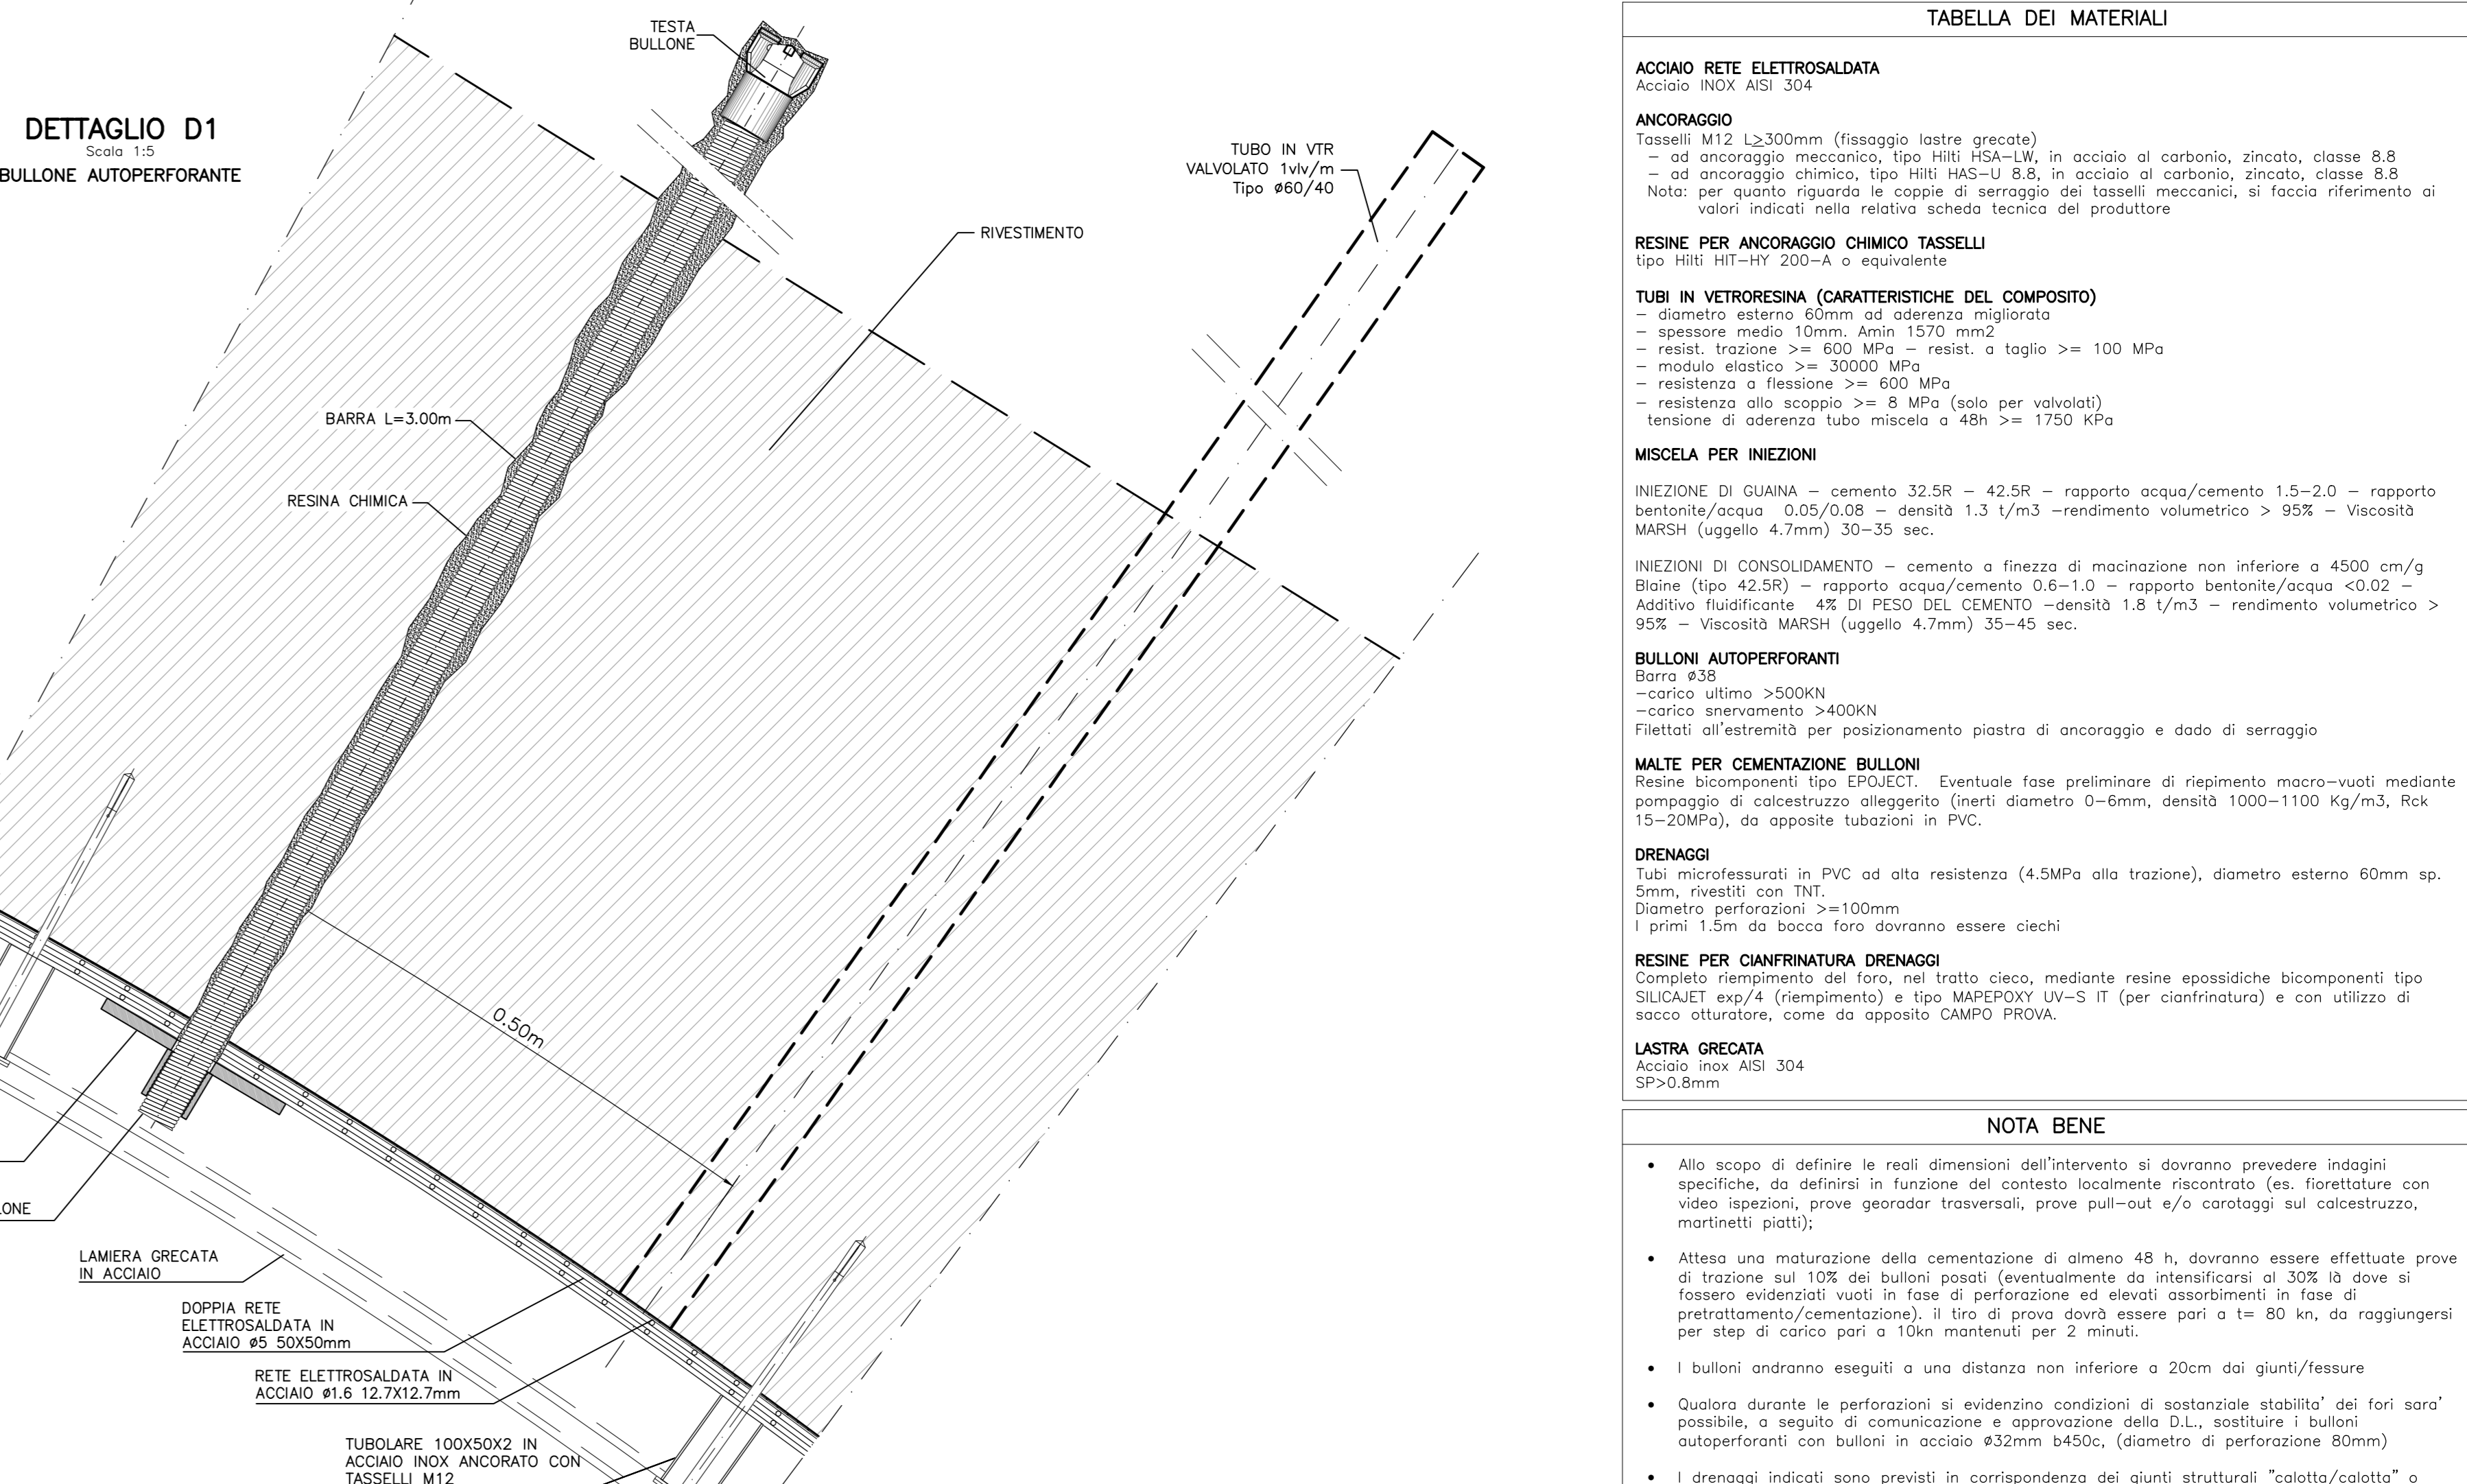 DETTAGLIO D1
Scala 1:5
BULLONE AUTOPERFORANTE
TESTA
BULLONE
TUBO IN VTR
VALVOLATO 1vlv/m
Tipo ø60/40
RIVESTIMENTO
BARRA L=3.00m
RESINA CHIMICA
0.50m
LAMIERA GRECATA
IN ACCIAIO
DOPPIA RETE
ELETTROSALDATA IN
ACCIAIO ø5 50X50mm
RETE ELETTROSALDATA IN
ACCIAIO ø1.6 12.7X12.7mm
TUBOLARE 100X50X2 IN
ACCIAIO INOX ANCORATO CON
TASSELLI M12
TABELLA DEI MATERIALI
ACCIAIO RETE ELETTROSALDATA
Acciaio INOX AISI 304
ANCORAGGIO
Tasselli M12 L≥300mm (fissaggio lastre grecate)
– ad ancoraggio meccanico, tipo Hilti HSA–LW, in acciaio al carbonio, zincato, classe 8.8
– ad ancoraggio chimico, tipo Hilti HAS–U 8.8, in acciaio al carbonio, zincato, classe 8.8
Nota: per quanto riguarda le coppie di serraggio dei tasselli meccanici, si faccia riferimento ai
valori indicati nella relativa scheda tecnica del produttore
RESINE PER ANCORAGGIO CHIMICO TASSELLI
tipo Hilti HIT–HY 200–A o equivalente
TUBI IN VETRORESINA (CARATTERISTICHE DEL COMPOSITO)
– diametro esterno 60mm ad aderenza migliorata
– spessore medio 10mm. Amin 1570 mm2
– resist. trazione >= 600 MPa – resist. a taglio >= 100 MPa
– modulo elastico >= 30000 MPa
– resistenza a flessione >= 600 MPa
– resistenza allo scoppio >= 8 MPa (solo per valvolati)
tensione di aderenza tubo miscela a 48h >= 1750 KPa
MISCELA PER INIEZIONI
INIEZIONE DI GUAINA – cemento 32.5R – 42.5R – rapporto acqua/cemento 1.5–2.0 – rapporto
bentonite/acqua 0.05/0.08 – densità 1.3 t/m3 –rendimento volumetrico > 95% – Viscosità
MARSH (uggello 4.7mm) 30–35 sec.
INIEZIONI DI CONSOLIDAMENTO – cemento a finezza di macinazione non inferiore a 4500 cm/g
Blaine (tipo 42.5R) – rapporto acqua/cemento 0.6–1.0 – rapporto bentonite/acqua <0.02 –
Additivo fluidificante 4% DI PESO DEL CEMENTO –densità 1.8 t/m3 – rendimento volumetrico >
95% – Viscosità MARSH (uggello 4.7mm) 35–45 sec.
BULLONI AUTOPERFORANTI
Barra ø38
–carico ultimo >500KN
–carico snervamento >400KN
Filettati all'estremità per posizionamento piastra di ancoraggio e dado di serraggio
MALTE PER CEMENTAZIONE BULLONI
Resine bicomponenti tipo EPOJECT. Eventuale fase preliminare di riepimento macro–vuoti mediante
pompaggio di calcestruzzo alleggerito (inerti diametro 0–6mm, densità 1000–1100 Kg/m3, Rck
15–20MPa), da apposite tubazioni in PVC.
DRENAGGI
Tubi microfessurati in PVC ad alta resistenza (4.5MPa alla trazione), diametro esterno 60mm sp.
5mm, rivestiti con TNT.
Diametro perforazioni >=100mm
I primi 1.5m da bocca foro dovranno essere ciechi
RESINE PER CIANFRINATURA DRENAGGI
Completo riempimento del foro, nel tratto cieco, mediante resine epossidiche bicomponenti tipo
SILICAJET exp/4 (riempimento) e tipo MAPEPOXY UV–S IT (per cianfrinatura) e con utilizzo di
sacco otturatore, come da apposito CAMPO PROVA.
LASTRA GRECATA
Acciaio inox AISI 304
SP>0.8mm
NOTA BENE
• Allo scopo di definire le reali dimensioni dell'intervento si dovranno prevedere indagini
specifiche, da definirsi in funzione del contesto localmente riscontrato (es. fiorettature con
video ispezioni, prove georadar trasversali, prove pull–out e/o carotaggi sul calcestruzzo,
martinetti piatti);
• Attesa una maturazione della cementazione di almeno 48 h, dovranno essere effettuate prove
di trazione sul 10% dei bulloni posati (eventualmente da intensificarsi al 30% là dove si
fossero evidenziati vuoti in fase di perforazione ed elevati assorbimenti in fase di
pretrattamento/cementazione). il tiro di prova dovrà essere pari a t= 80 kn, da raggiungersi
per step di carico pari a 10kn mantenuti per 2 minuti.
• I bulloni andranno eseguiti a una distanza non inferiore a 20cm dai giunti/fessure
• Qualora durante le perforazioni si evidenzino condizioni di sostanziale stabilita' dei fori sara'
possibile, a seguito di comunicazione e approvazione della D.L., sostituire i bulloni
autoperforanti con bulloni in acciaio ø32mm b450c, (diametro di perforazione 80mm)
• I drenaggi indicati sono previsti in corrispondenza dei giunti strutturali "calotta/calotta" o